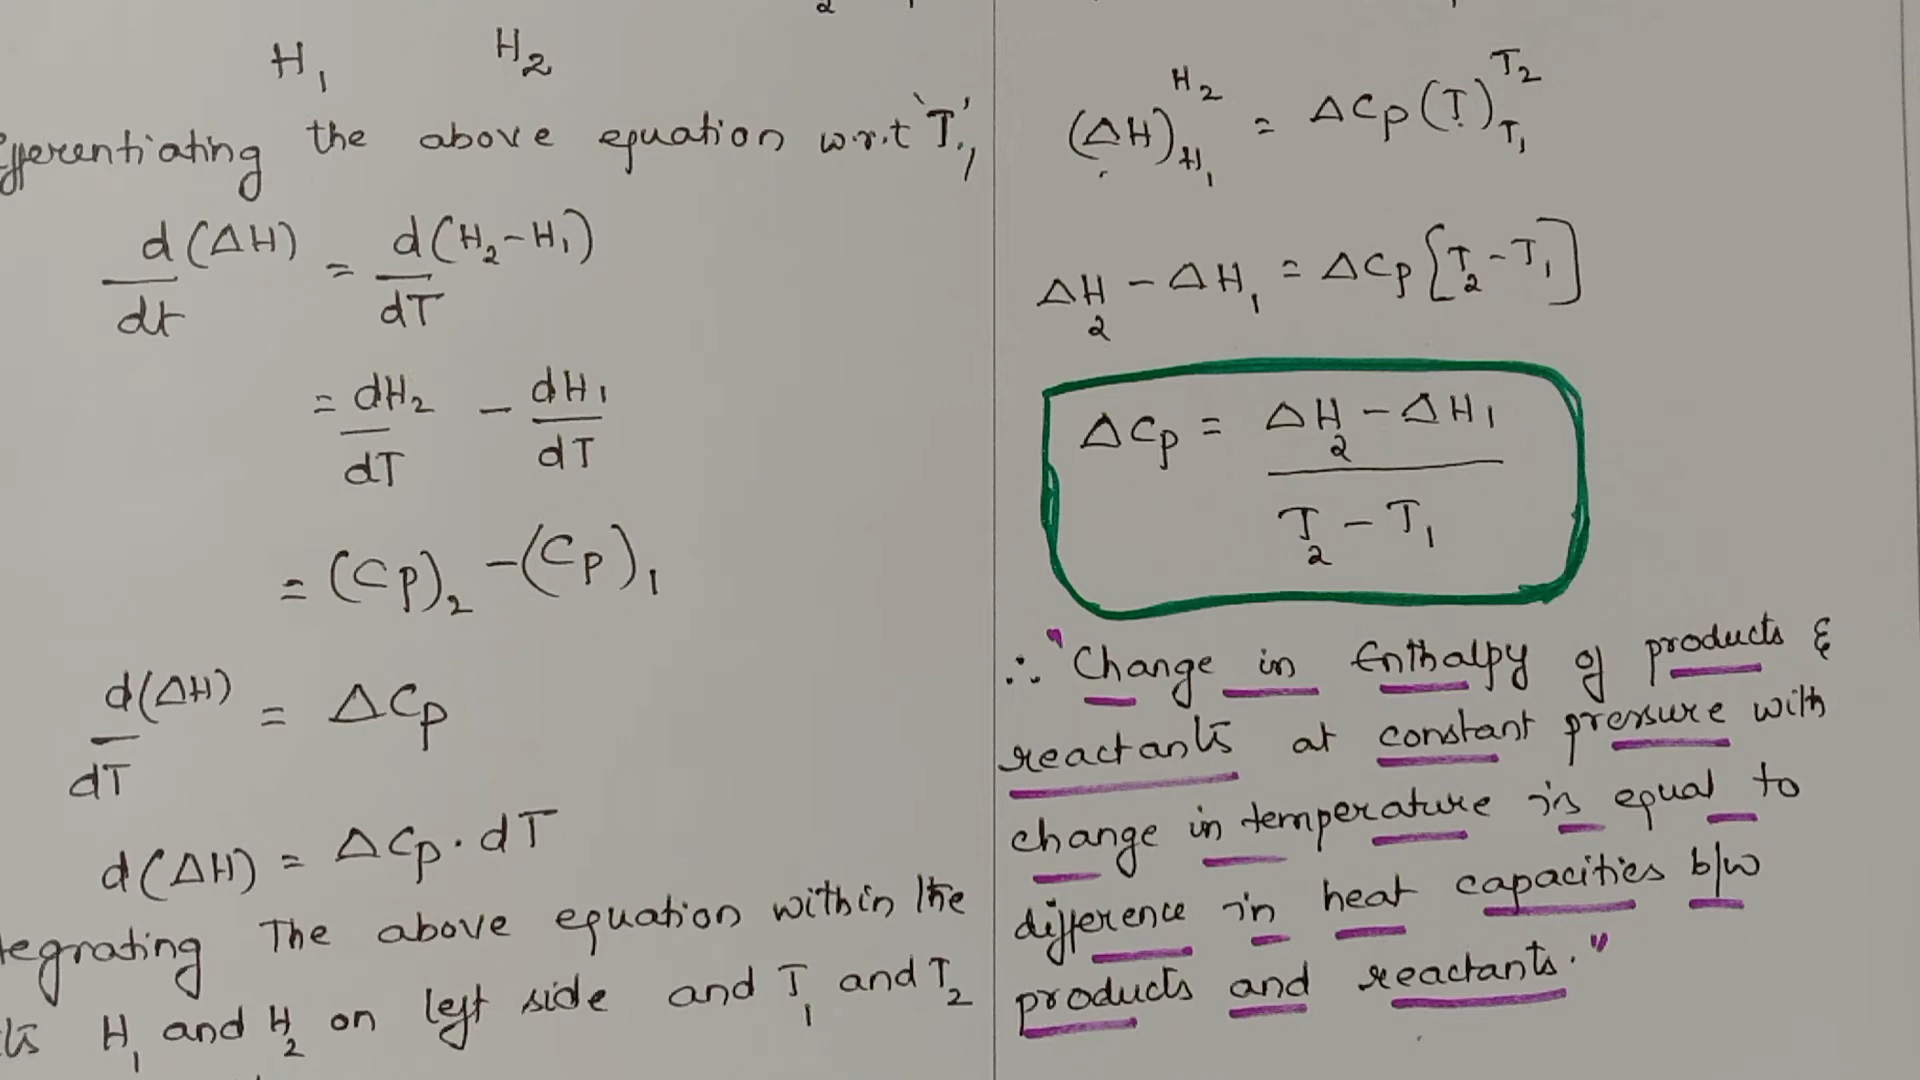 H₁ H₂
fferentiating the above equation w.r.t 'T',
d(ΔH)/dt = d(H₂-H₁)/dT
= dH₂/dT - dH₁/dT
= (Cp)₂ - (Cp)₁
d(ΔH)/dT = ΔCp
d(ΔH) = ΔCp . dT
tegrating The above equation within the
ts H₁ and H₂ on left side and T₁ and T₂
(ΔH)H₁^H₂ = ΔCp (T)T₁^T₂
ΔH₂ - ΔH₁ = ΔCp [T₂ - T₁]
ΔCp = ΔH₂ - ΔH₁ / T₂ - T₁
∴ "Change in Enthalpy of products &
reactants at constant pressure with
change in temperature is equal to
difference in heat capacities b/w
products and reactants."